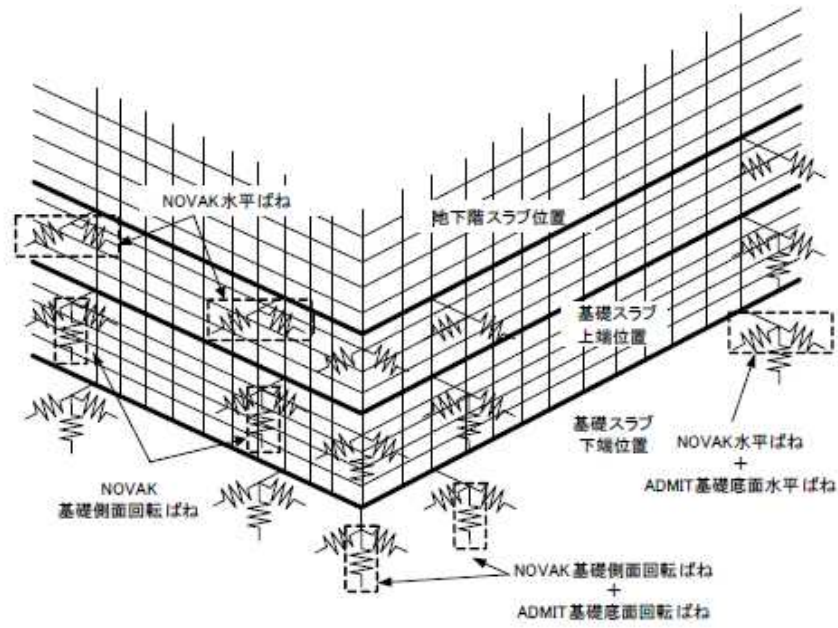 NOVAK水平ばね
地下階スラブ位置
基礎スラブ
上端位置
基礎スラブ
下端位置
NOVAK水平ばね
+
ADMIT基礎底面水平ばね
NOVAK
基礎側面回転ばね
NOVAK基礎側面回転ばね
+
ADMIT基礎底面回転ばね